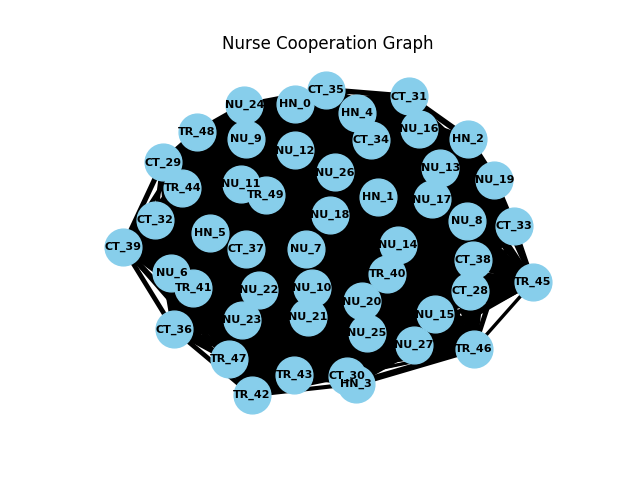 Nurse Cooperation Graph
CT_35
CT_31
NU_24
HN_0
HN_4
NU_16
TR_48
NU_9
CT_34
HN_2
NU_12
CT_29
NU_13
NU_26
NU_19
TR_44
NU_11
TR_49
HN_1
NU_17
NU_18
CT_32
NU_8
CT_33
HN_5
CT_39
CT_37
NU_7
NU_14
CT_38
NU_6
TR_40
TR_45
TR_41
NU_22
NU_10
CT_28
NU_20
NU_15
NU_23
NU_21
CT_36
NU_25
NU_27
TR_46
TR_47
TR_43
CT_30
HN_3
TR_42